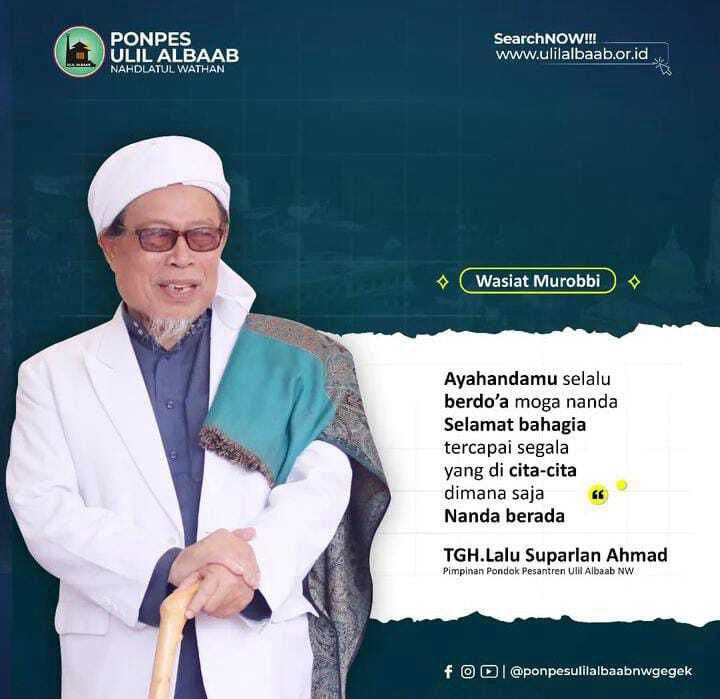 PONPES
ULIL ALBAAB
NAHDLATUL WATHAN
ULIL ALBAAB
SearchNOW!!!
www.ulilalbaab.or.id
Wasiat Murobbi
Ayahandamu selalu
berdo’a moga nanda
Selamat bahagia
tercapai segala
yang di cita-cita
dimana saja
Nanda berada
TGH.Lalu Suparlan Ahmad
Pimpinan Pondok Pesantren Ulil Albaab NW
| @ponpesulilalbaabnwgegek